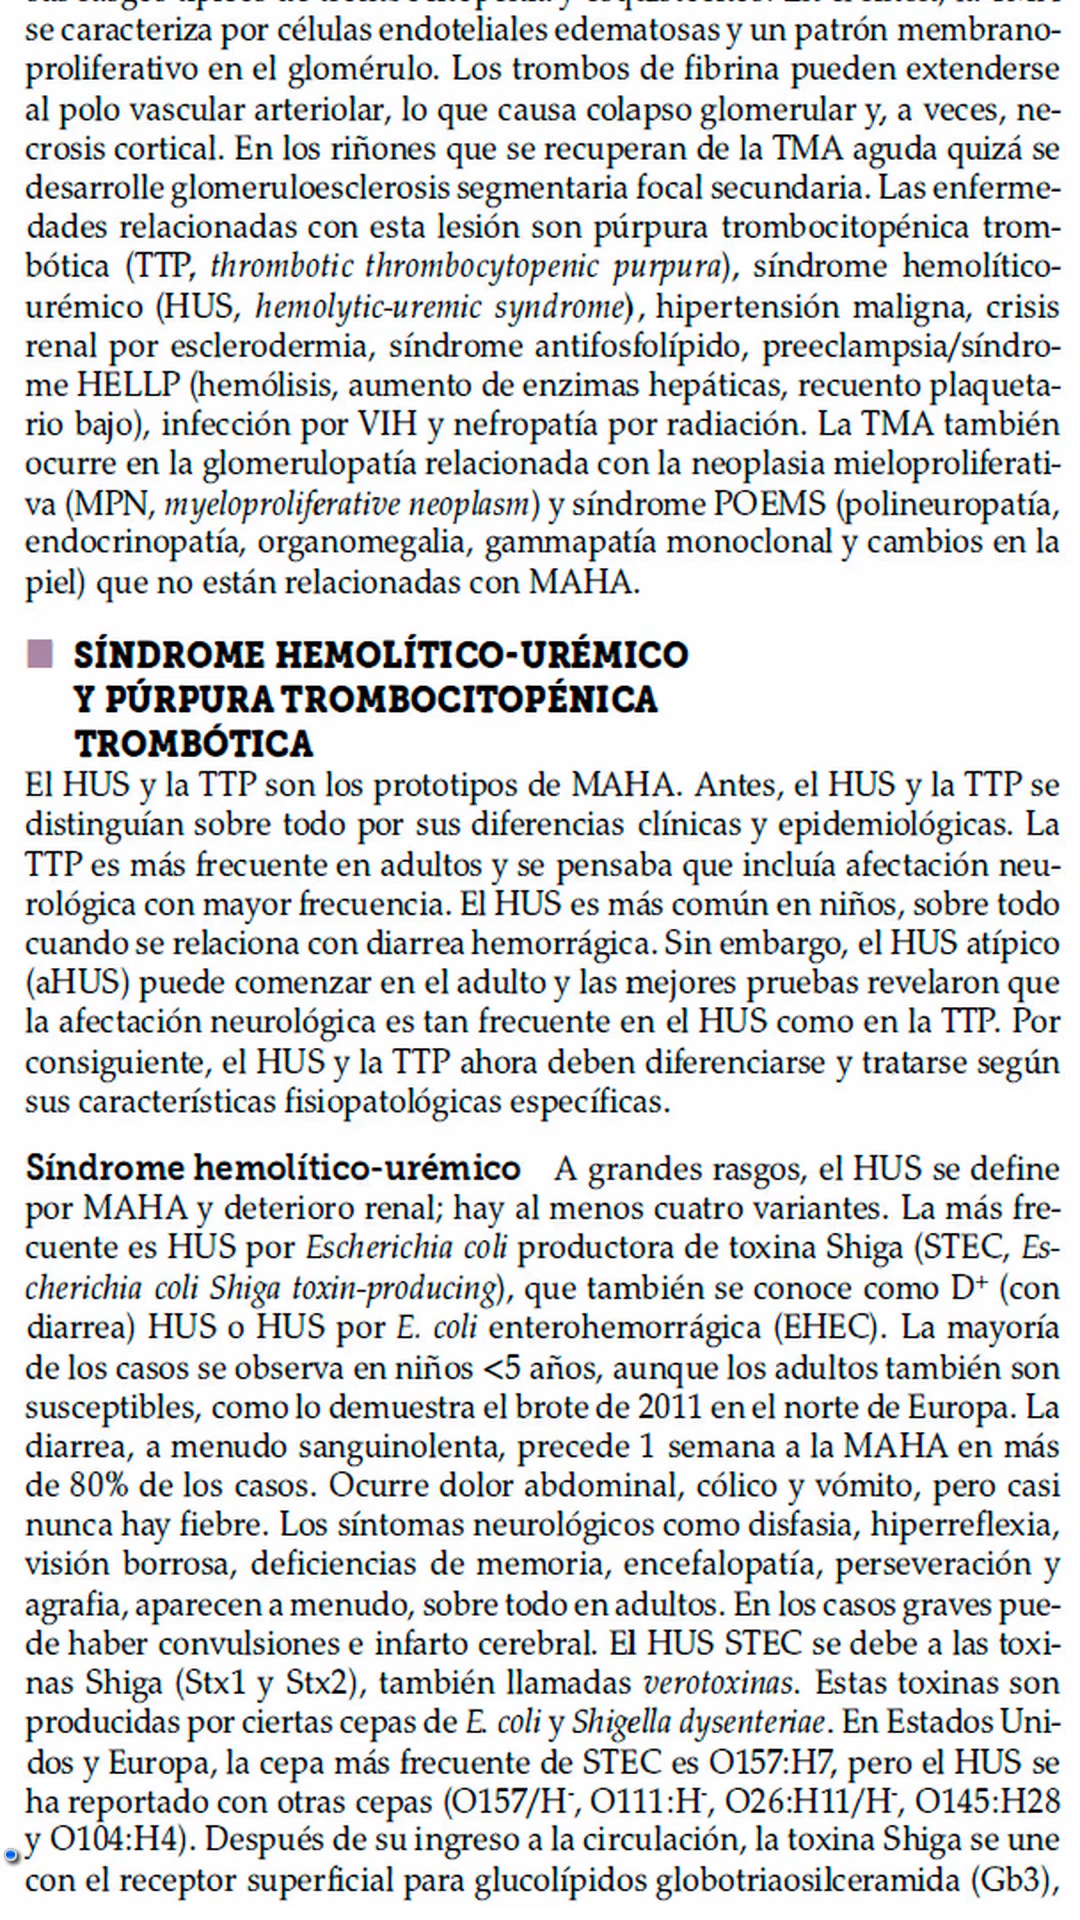 se caracteriza por células endoteliales edematosas y un patrón membrano-
proliferativo en el glomérulo. Los trombos de fibrina pueden extenderse
al polo vascular arteriolar, lo que causa colapso glomerular y, a veces, ne-
crosis cortical. En los riñones que se recuperan de la TMA aguda quizá se
desarrolle glomeruloesclerosis segmentaria focal secundaria. Las enferme-
dades relacionadas con esta lesión son púrpura trombocitopénica trom-
bótica (TTP, thrombotic thrombocytopenic purpura), síndrome hemolítico-
urémico (HUS, hemolytic-uremic syndrome), hipertensión maligna, crisis
renal por esclerodermia, síndrome antifosfolípido, preeclampsia/síndro-
me HELLP (hemólisis, aumento de enzimas hepáticas, recuento plaqueta-
rio bajo), infección por VIH y nefropatía por radiación. La TMA también
ocurre en la glomerulopatía relacionada con la neoplasia mieloproliferati-
va (MPN, myeloproliferative neoplasm) y síndrome POEMS (polineuropatía,
endocrinopatía, organomegalia, gammapatía monoclonal y cambios en la
piel) que no están relacionadas con MAHA.
SÍNDROME HEMOLÍTICO-URÉMICO
Y PÚRPURA TROMBOCITOPÉNICA
TROMBÓTICA
El HUS y la TTP son los prototipos de MAHA. Antes, el HUS y la TTP se
distinguían sobre todo por sus diferencias clínicas y epidemiológicas. La
TTP es más frecuente en adultos y se pensaba que incluía afectación neu-
rológica con mayor frecuencia. El HUS es más común en niños, sobre todo
cuando se relaciona con diarrea hemorrágica. Sin embargo, el HUS atípico
(aHUS) puede comenzar en el adulto y las mejores pruebas revelaron que
la afectación neurológica es tan frecuente en el HUS como en la TTP. Por
consiguiente, el HUS y la TTP ahora deben diferenciarse y tratarse según
sus características fisiopatológicas específicas.
Síndrome hemolítico-urémico A grandes rasgos, el HUS se define
por MAHA y deterioro renal; hay al menos cuatro variantes. La más fre-
cuente es HUS por Escherichia coli productora de toxina Shiga (STEC, Es-
cherichia coli Shiga toxin-producing), que también se conoce como D⁺ (con
diarrea) HUS o HUS por E. coli enterohemorrágica (EHEC). La mayoría
de los casos se observa en niños <5 años, aunque los adultos también son
susceptibles, como lo demuestra el brote de 2011 en el norte de Europa. La
diarrea, a menudo sanguinolenta, precede 1 semana a la MAHA en más
de 80% de los casos. Ocurre dolor abdominal, cólico y vómito, pero casi
nunca hay fiebre. Los síntomas neurológicos como disfasia, hiperreflexia,
visión borrosa, deficiencias de memoria, encefalopatía, perseveración y
agrafia, aparecen a menudo, sobre todo en adultos. En los casos graves pue-
de haber convulsiones e infarto cerebral. El HUS STEC se debe a las toxi-
nas Shiga (Stx1 y Stx2), también llamadas verotoxinas. Estas toxinas son
producidas por ciertas cepas de E. coli y Shigella dysenteriae. En Estados Uni-
dos y Europa, la cepa más frecuente de STEC es O157:H7, pero el HUS se
ha reportado con otras cepas (O157/H⁻, O111:H⁻, O26:H11/H⁻, O145:H28
y O104:H4). Después de su ingreso a la circulación, la toxina Shiga se une
con el receptor superficial para glucolípidos globotriaosilceramida (Gb3),